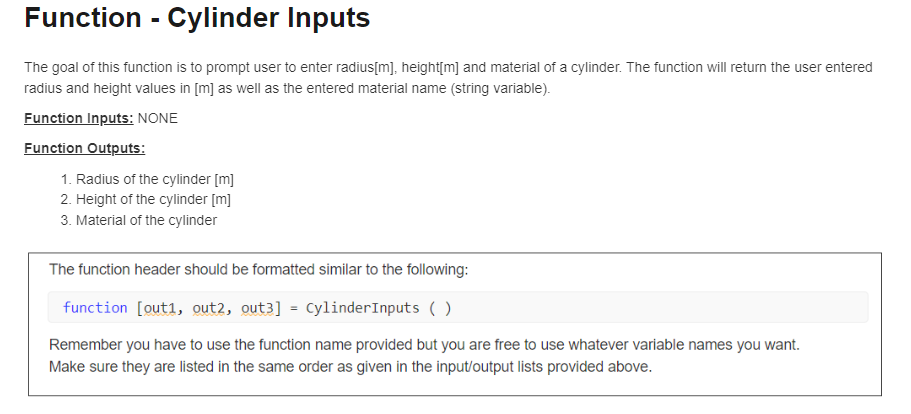 Function - Cylinder Inputs
The goal of this function is to prompt user to enter radius[m], height[m] and material of a cylinder. The function will return the user entered
radius and height values in [m] as well as the entered material name (string variable).
Function Inputs: NONE
Function Outputs:
1. Radius of the cylinder [m]
2. Height of the cylinder [m]
3. Material of the cylinder
The function header should be formatted similar to the following:
function [out1, out2, out3] = CylinderInputs ( )
Remember you have to use the function name provided but you are free to use whatever variable names you want.
Make sure they are listed in the same order as given in the input/output lists provided above.